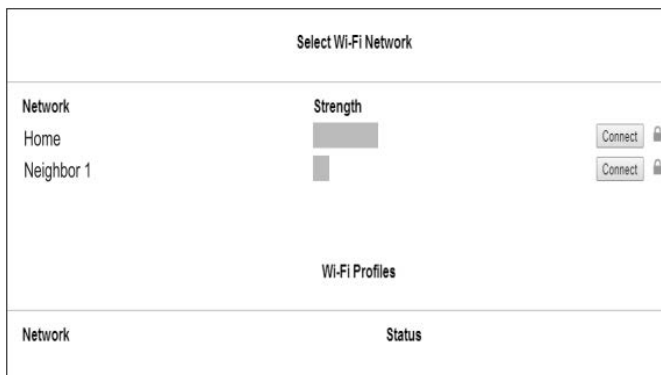 Select Wi-Fi Network
Network Strength
Home Connect
Neighbor 1 Connect
Wi-Fi Profiles
Network Status